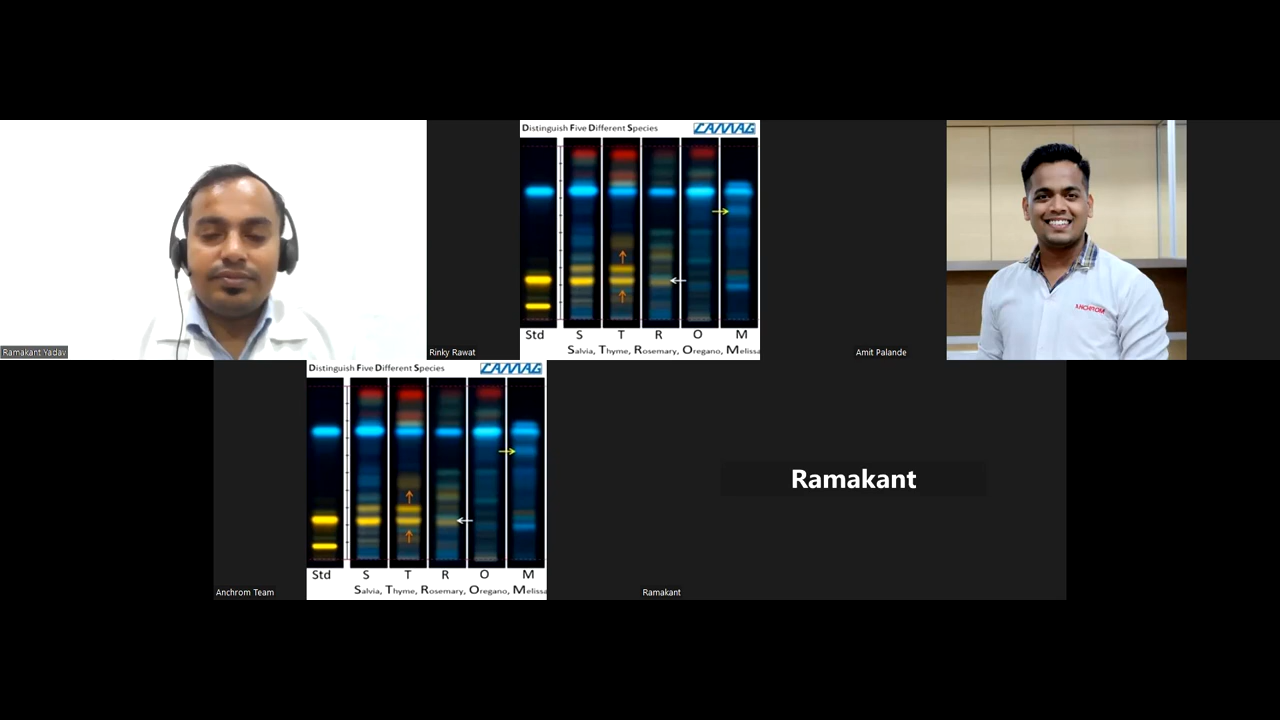 Distinguish Five Different Species
CAMAG
Std S T R O M
Salvia, Thyme, Rosemary, Oregano, Melissa
ANCHROM
Ramakant Yadav
Rinky Rawat
Amit Palande
Distinguish Five Different Species
CAMAG
Std S T R O M
Salvia, Thyme, Rosemary, Oregano, Melissa
Ramakant
Anchrom Team
Ramakant